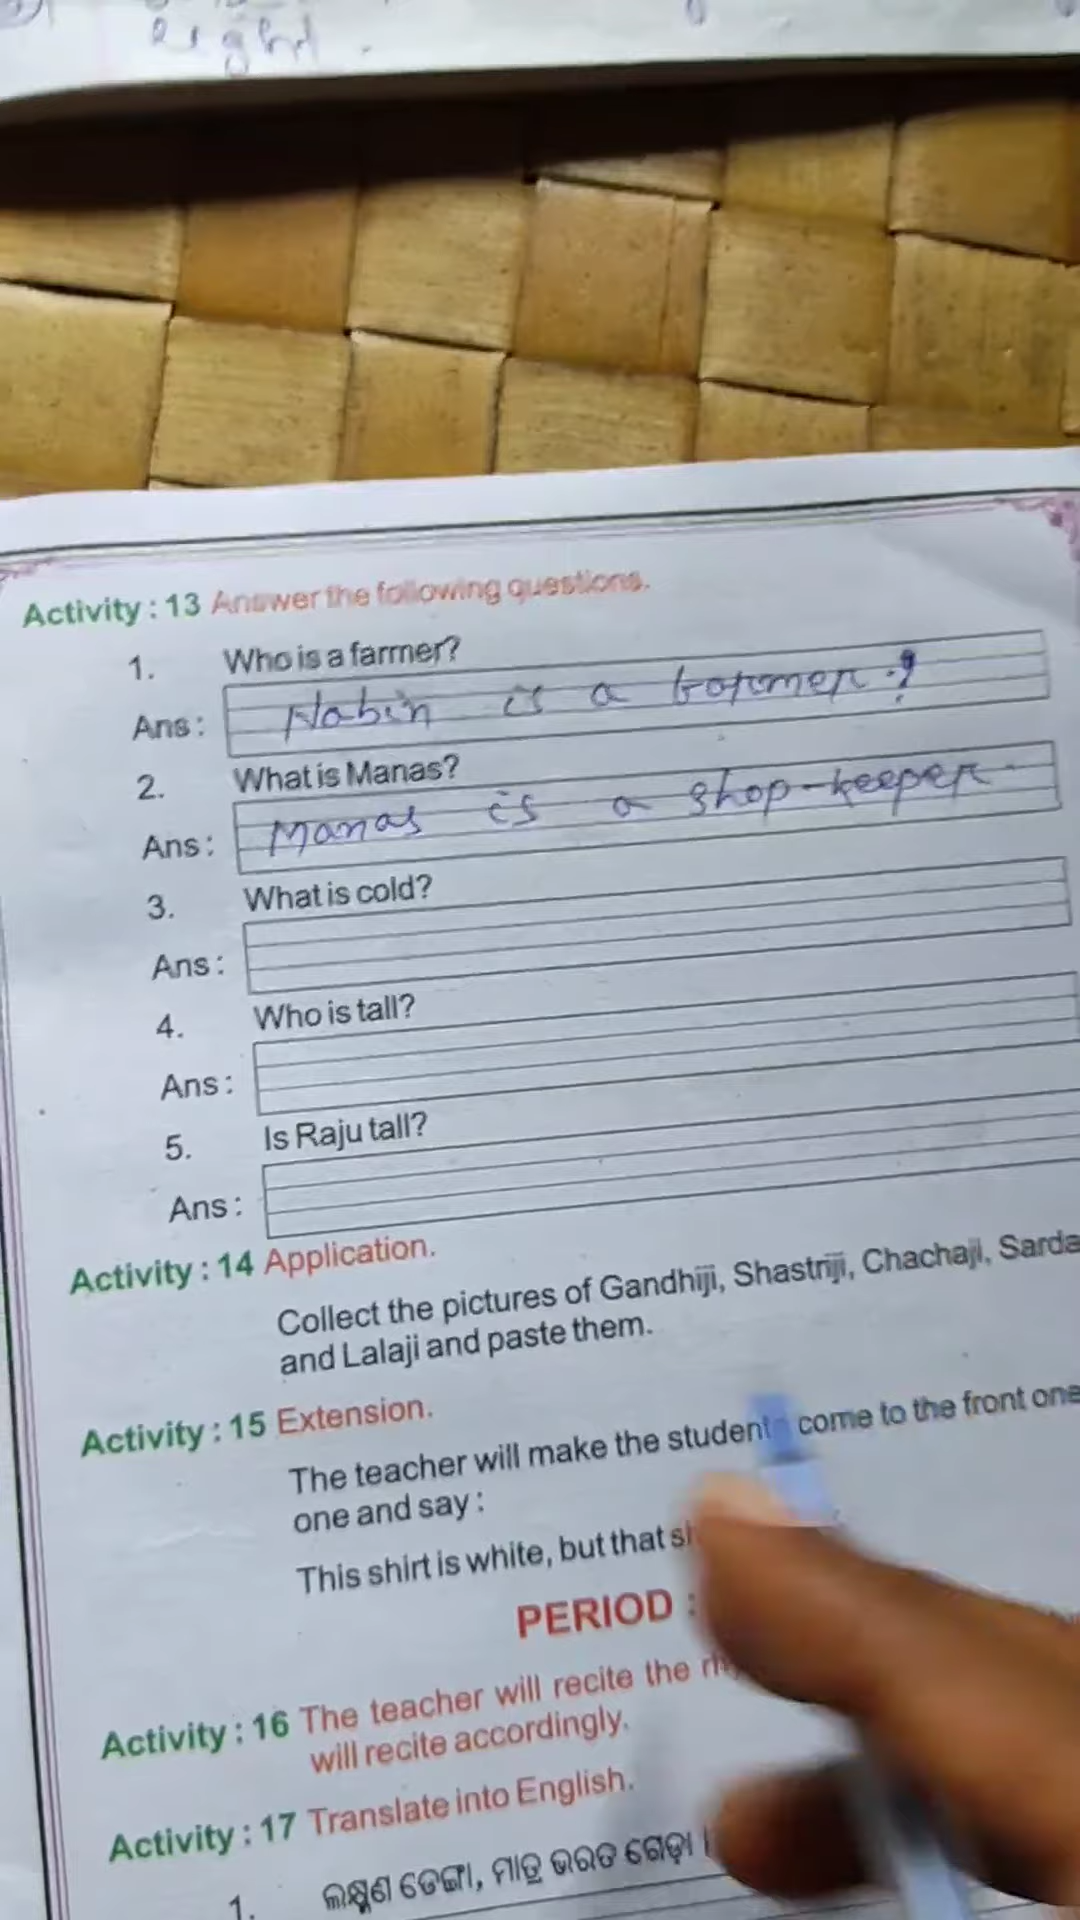 Activity : 13 Answer the following questions.
1. Who is a farmer?
Ans : Nabin is a farmer.
2. What is Manas?
Ans : Manas is a shop-keeper
3. What is cold?
Ans :
4. Who is tall?
Ans :
5. Is Raju tall?
Ans :
Activity : 14 Application.
Collect the pictures of Gandhiji, Shastriji, Chachaji, Sarda
and Lalaji and paste them.
Activity : 15 Extension.
The teacher will make the student come to the front one
one and say :
This shirt is white, but that
PERIOD :
Activity : 16 The teacher will recite the
will recite accordingly.
Activity : 17 Translate into English.
1. ଲକ୍ଷ୍ମଣ ଡେଙ୍ଗା, ମାତ୍ର ଭରତ ଗେଡ଼ା ।